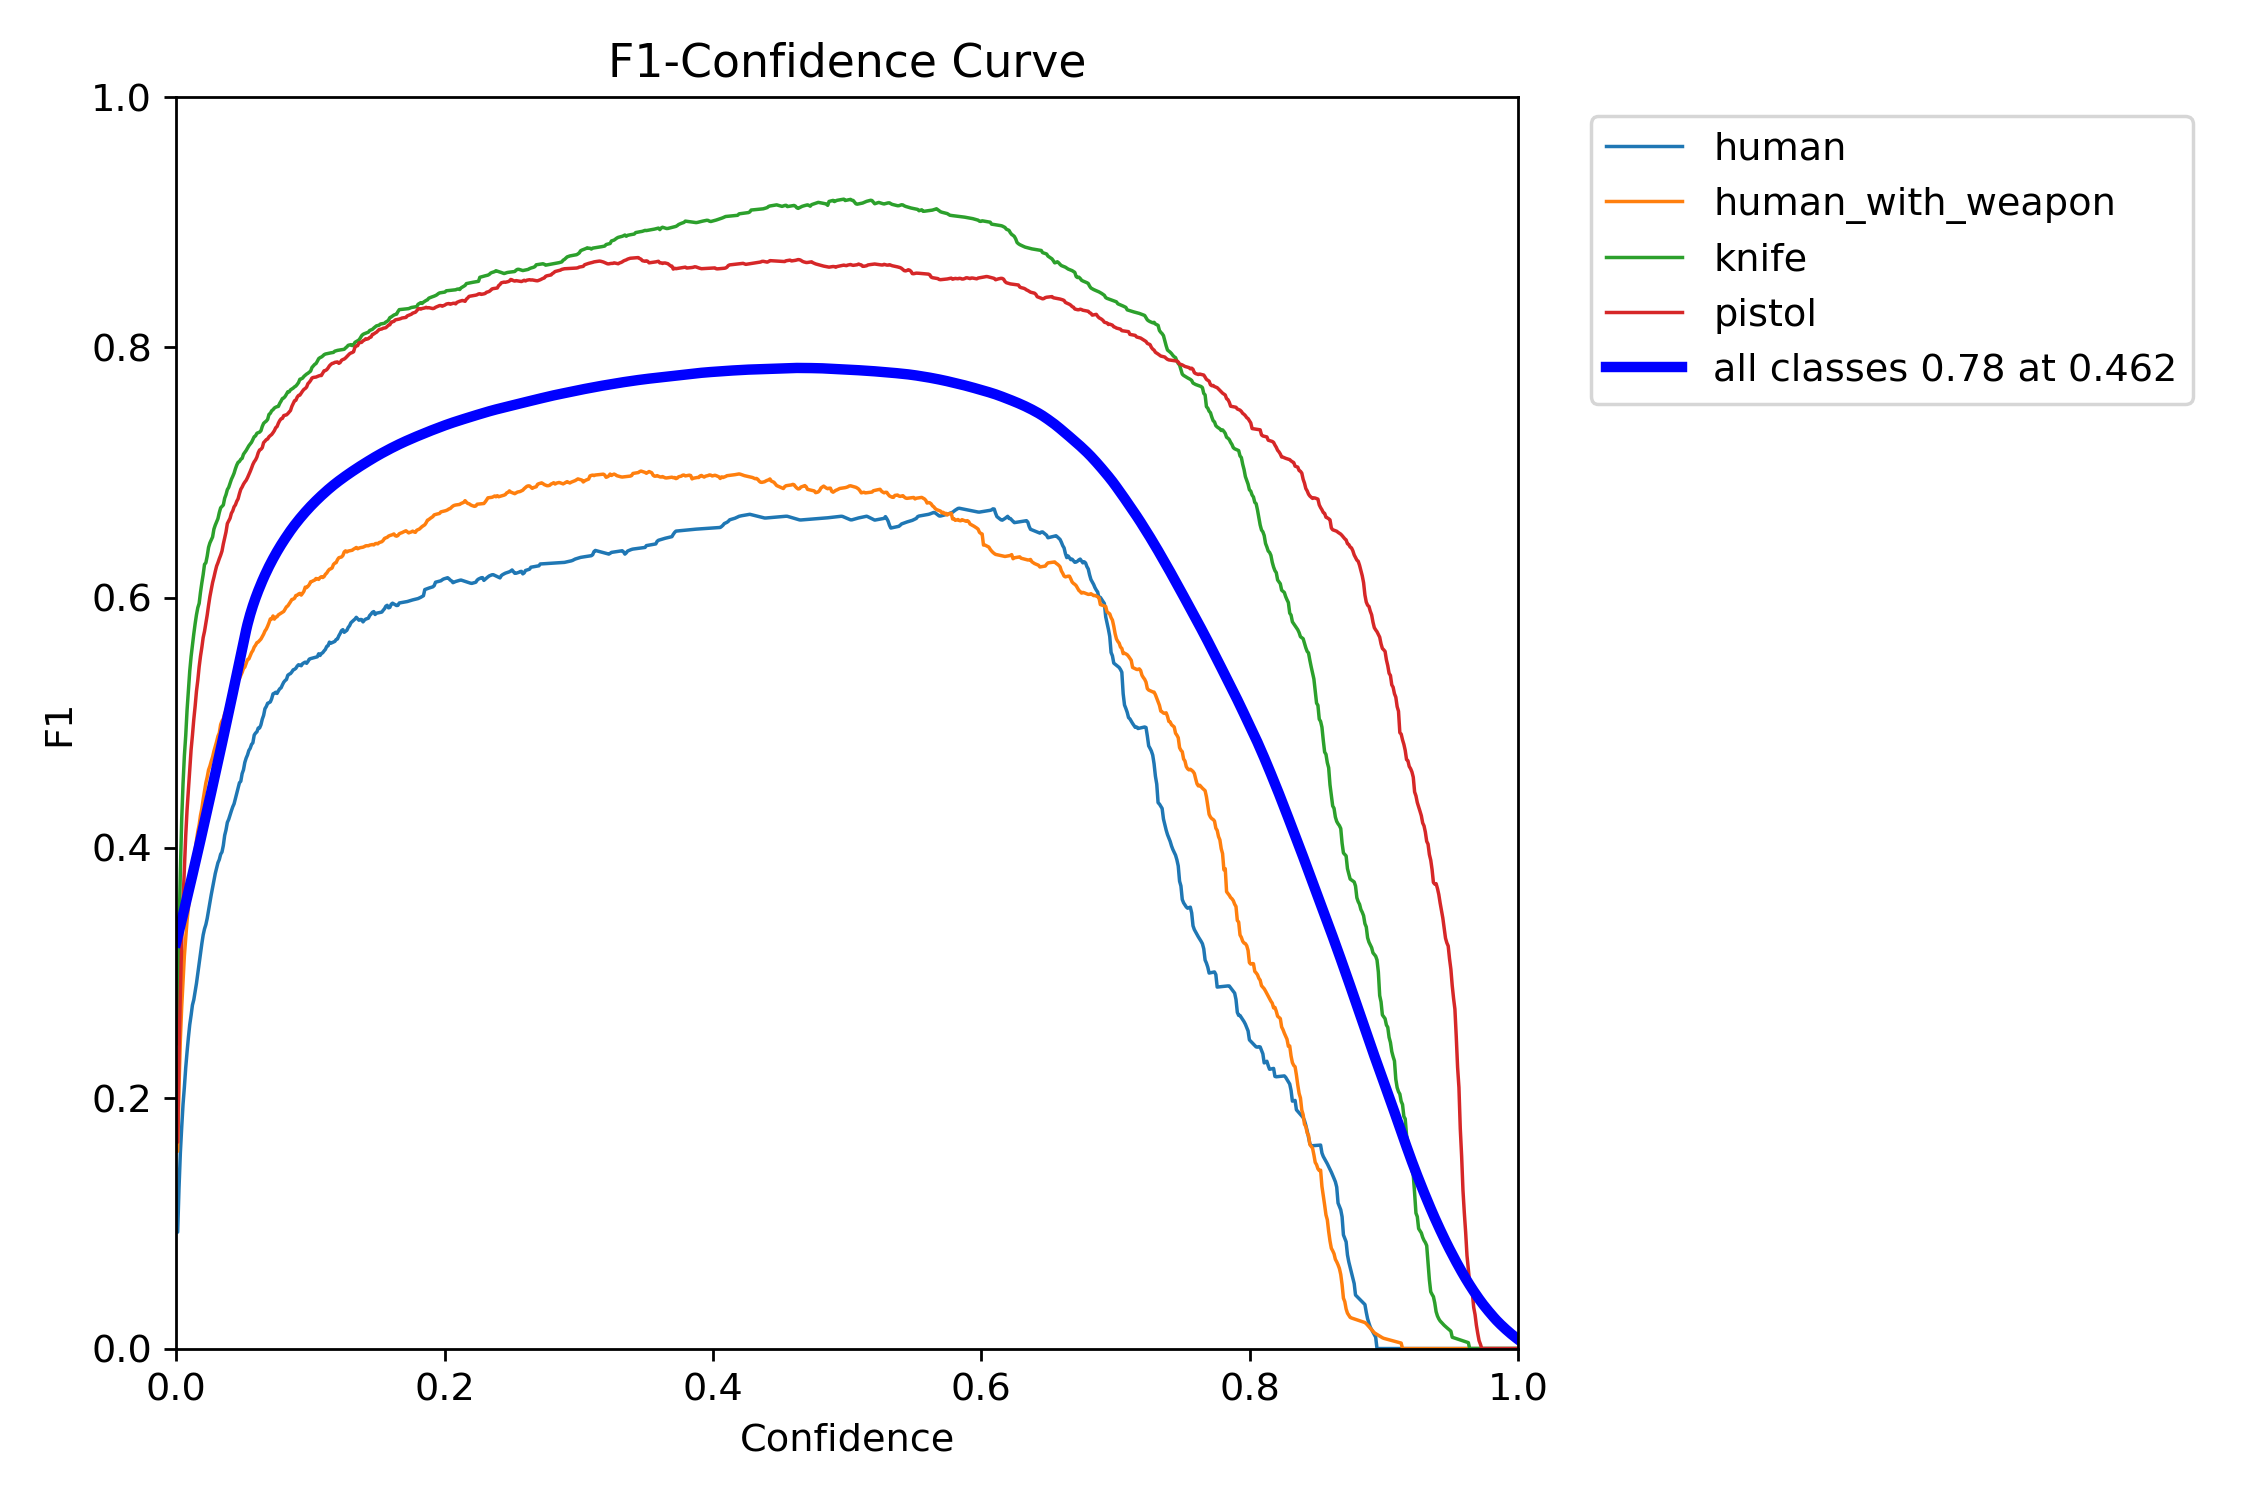 F1-Confidence Curve
1.0
0.8
0.6
0.4
0.2
0.0
F1
0.0 0.2 0.4 0.6 0.8 1.0
Confidence
human
human_with_weapon
knife
pistol
all classes 0.78 at 0.462